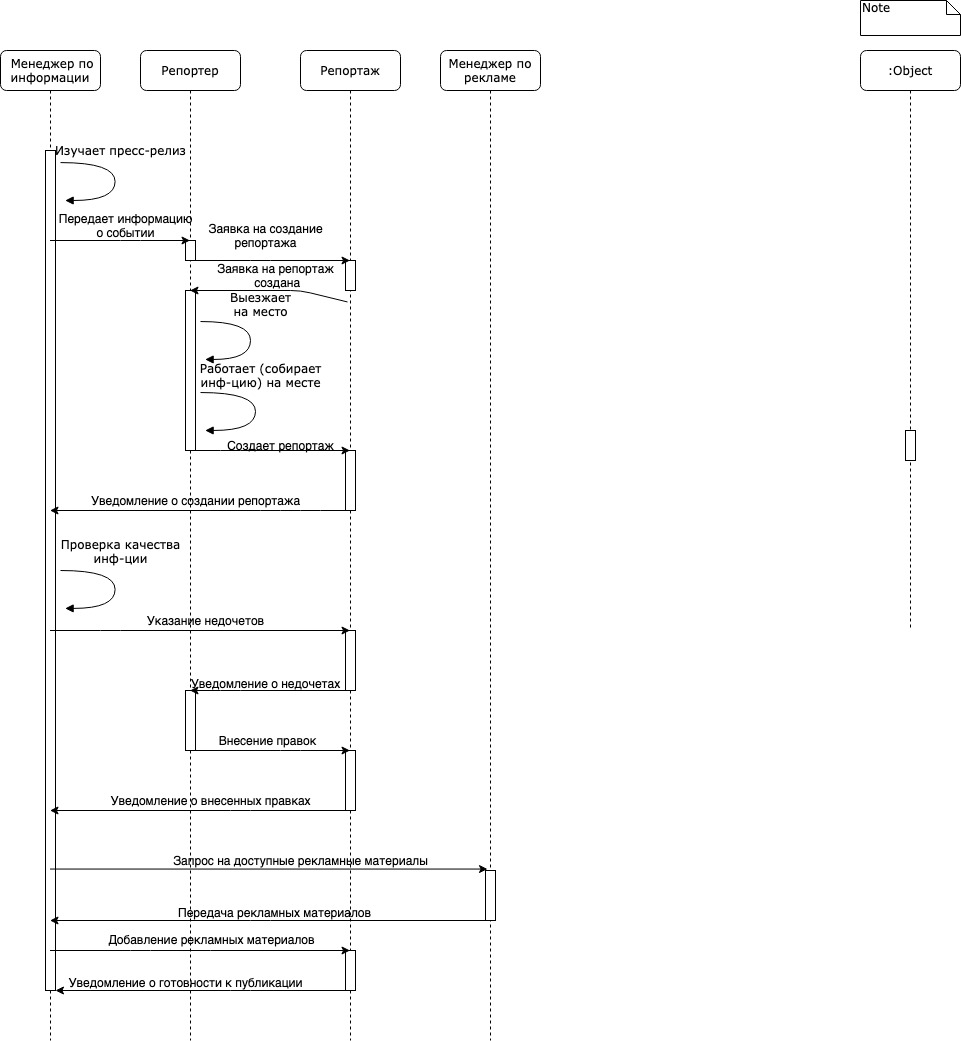 Note
Менеджер по
информации
Репортер
Репортаж
Менеджер по
рекламе
:Object
Изучает пресс-релиз
Передает информацию
о событии
Заявка на создание
репортажа
Заявка на репортаж
создана
Выезжает
на место
Работает (собирает
инф-цию) на месте
Создает репортаж
Уведомление о создании репортажа
Проверка качества
инф-ции
Указание недочетов
Уведомление о недочетах
Внесение правок
Уведомление о внесенных правках
Запрос на доступные рекламные материалы
Передача рекламных материалов
Добавление рекламных материалов
Уведомление о готовности к публикации